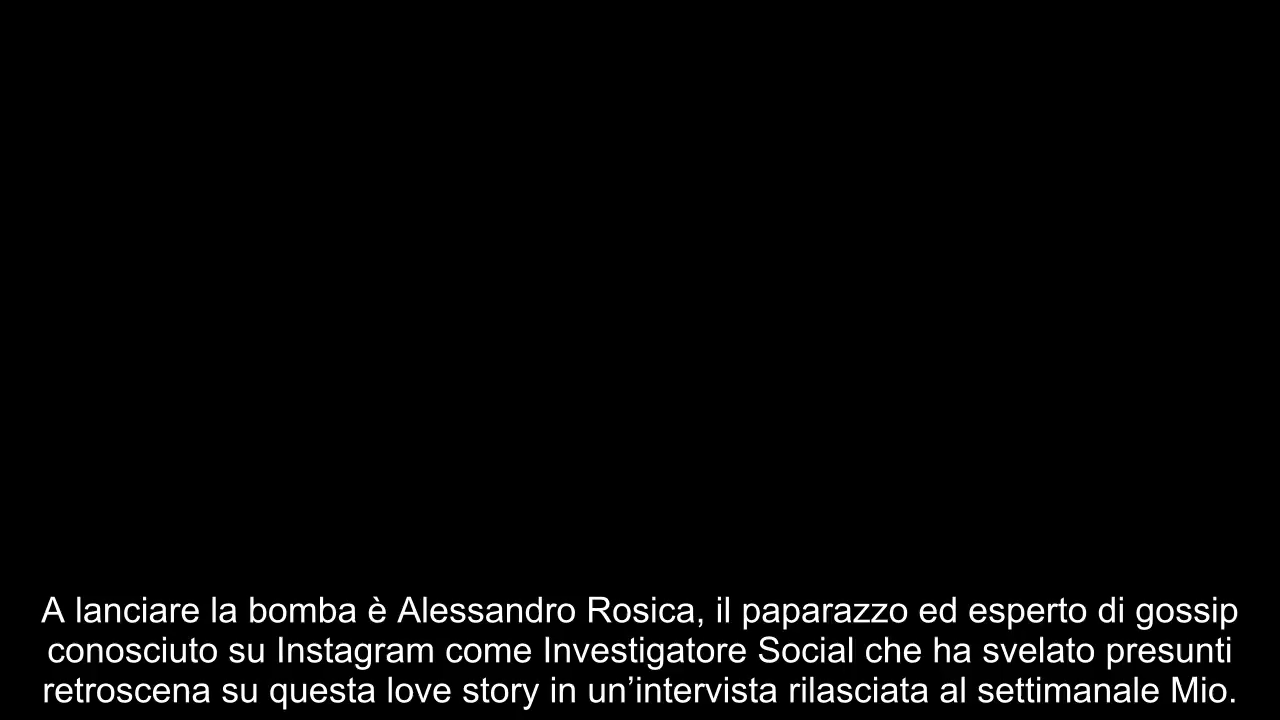 A lanciare la bomba è Alessandro Rosica, il paparazzo ed esperto di gossip
conosciuto su Instagram come Investigatore Social che ha svelato presunti
retroscena su questa love story in un’intervista rilasciata al settimanale Mio.